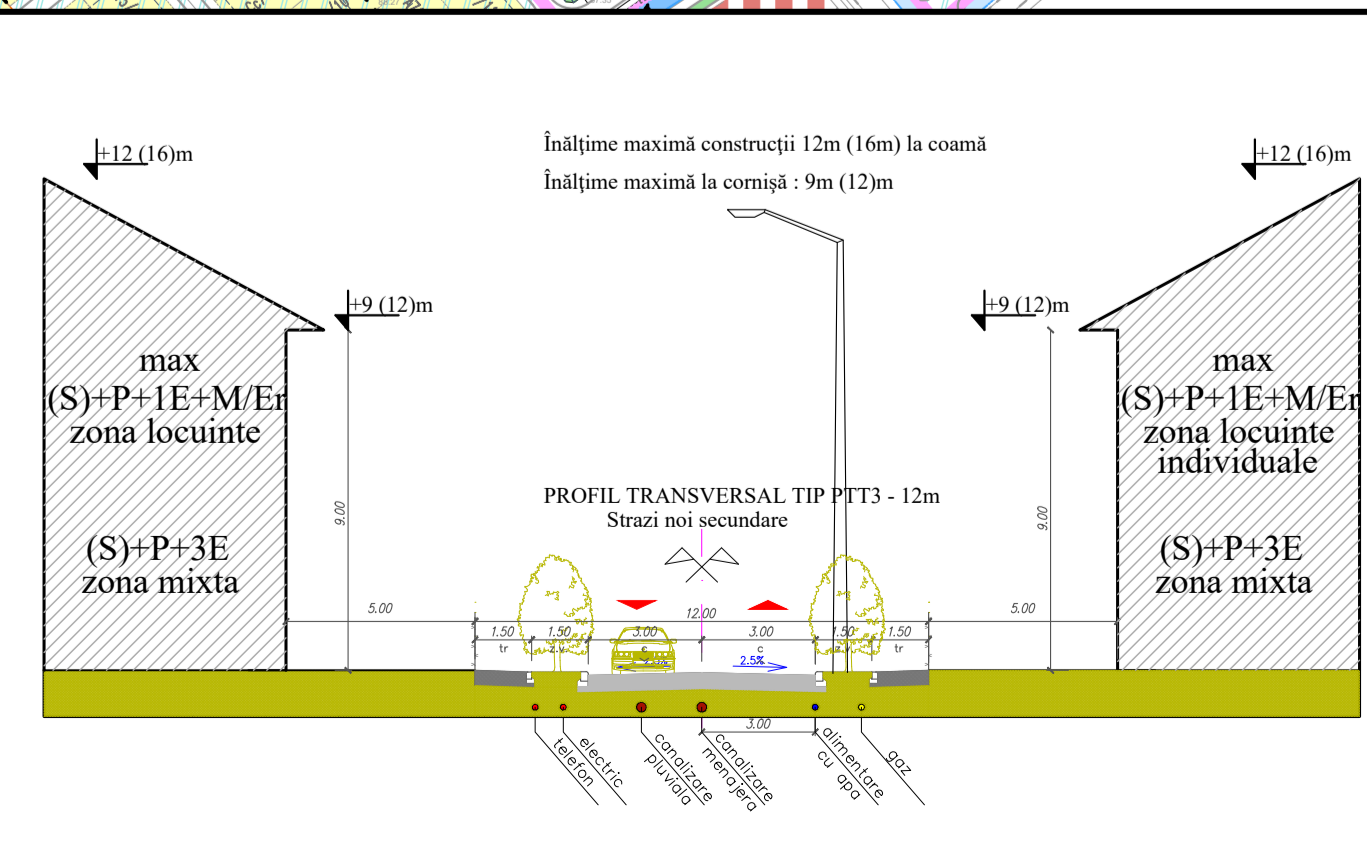 Înălţime maximă construcţii 12m (16m) la coamă
Înălţime maximă la cornişă : 9m (12)m
+12 (16)m
+12 (16)m
+9 (12)m
+9 (12)m
max
(S)+P+1E+M/Er
zona locuinte
(S)+P+3E
zona mixta
max
(S)+P+1E+M/Er
zona locuinte
individuale
(S)+P+3E
zona mixta
9.00
9.00
PROFIL TRANSVERSAL TIP PTT3 - 12m
Strazi noi secundare
5.00
12.00
5.00
1.50
1.50
3.00
3.00
1.50
1.50
tr
z.v.
c
c
z.v.
tr
2.5%
2.5%
3.00
telefon
electric
canalizare
pluviala
canalizare
menajera
alimentare
cu apa
gaz